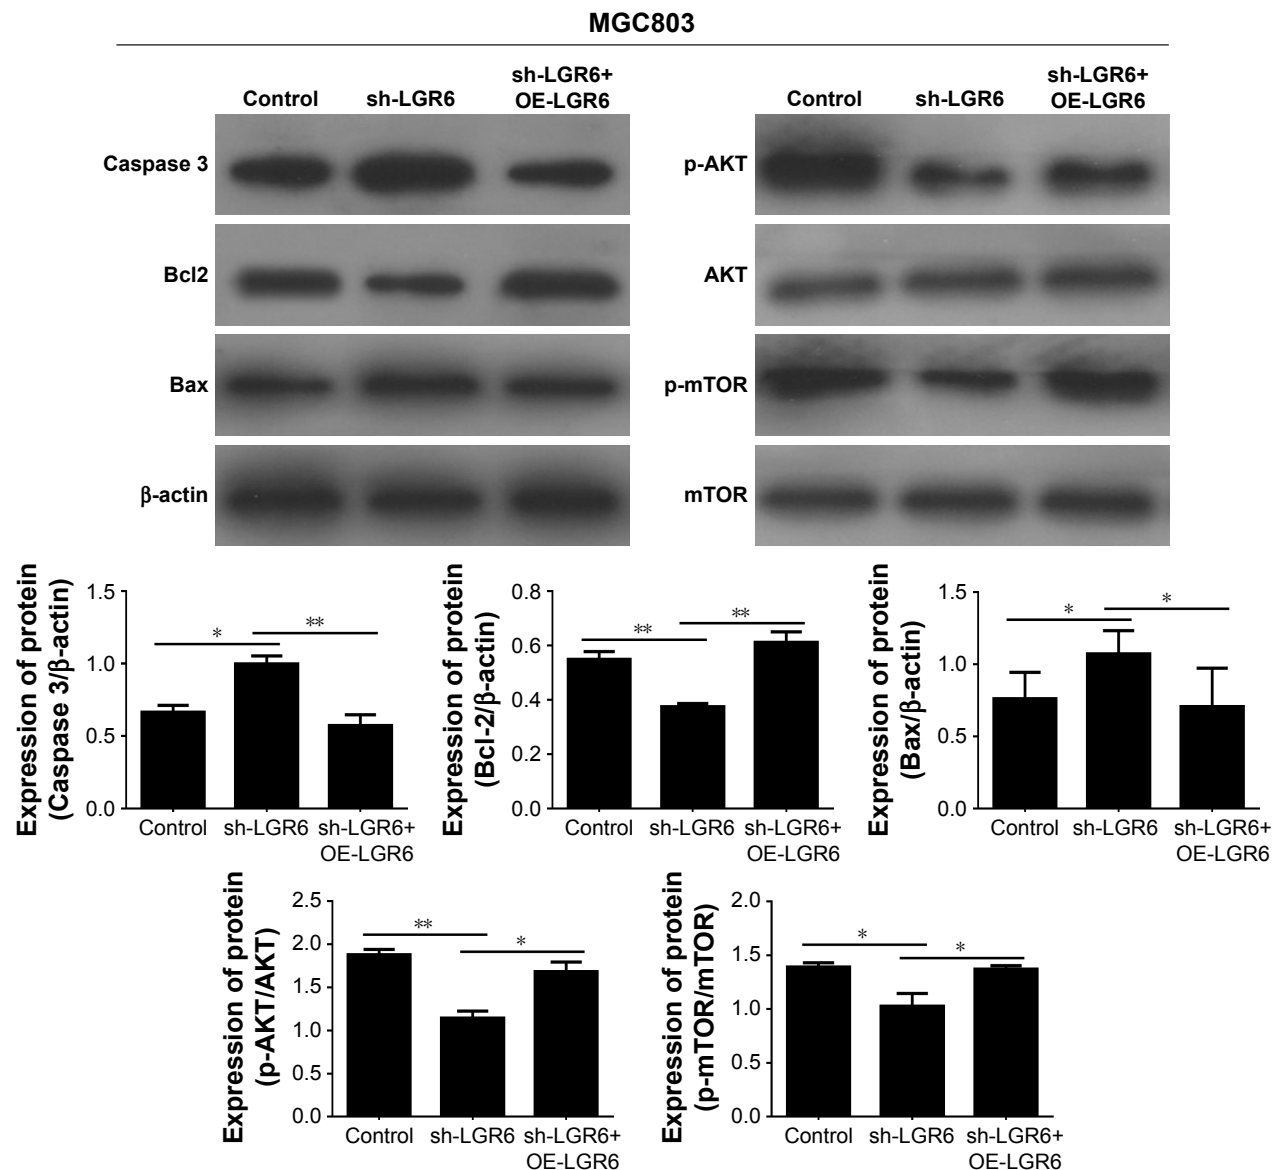 MGC803
Control sh-LGR6 sh-LGR6+
OE-LGR6
Caspase 3
Bcl2
Bax
β-actin
Control sh-LGR6 sh-LGR6+
OE-LGR6
p-AKT
AKT
p-mTOR
mTOR
Expression of protein
(Caspase 3/β-actin)
1.5
1.0
0.5
0.0
*
**
Control sh-LGR6 sh-LGR6+
OE-LGR6
Expression of protein
(Bcl-2/β-actin)
0.8
0.6
0.4
0.2
0.0
**
**
Control sh-LGR6 sh-LGR6+
OE-LGR6
Expression of protein
(Bax/β-actin)
1.5
1.0
0.5
0.0
*
*
Control sh-LGR6 sh-LGR6+
OE-LGR6
Expression of protein
(p-AKT/AKT)
2.5
2.0
1.5
1.0
0.5
0.0
**
*
Control sh-LGR6 sh-LGR6+
OE-LGR6
Expression of protein
(p-mTOR/mTOR)
2.0
1.5
1.0
0.5
0.0
*
*
Control sh-LGR6 sh-LGR6+
OE-LGR6